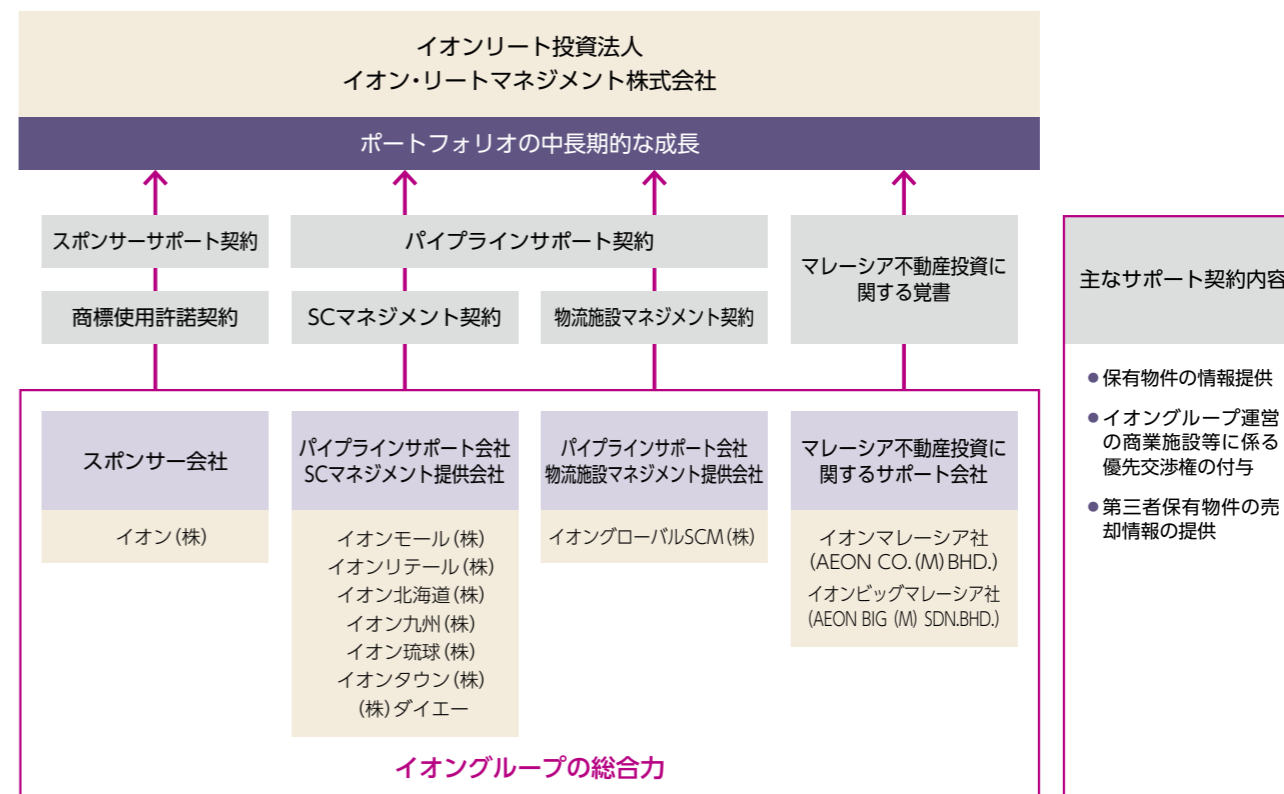 イオンリート投資法人
イオン・リートマネジメント株式会社
ポートフォリオの中長期的な成長
スポンサーサポート契約
パイプラインサポート契約
マレーシア不動産投資に
関する覚書
商標使用許諾契約
SCマネジメント契約
物流施設マネジメント契約
スポンサー会社
イオン(株)
パイプラインサポート会社
SCマネジメント提供会社
イオンモール(株)
イオンリテール(株)
イオン北海道(株)
イオン九州(株)
イオン琉球(株)
イオンタウン(株)
(株)ダイエー
パイプラインサポート会社
物流施設マネジメント提供会社
イオングローバルSCM(株)
マレーシア不動産投資に
関するサポート会社
イオンマレーシア社
(AEON CO.(M)BHD.)
イオンビッグマレーシア社
(AEON BIG (M) SDN.BHD.)
イオングループの総合力
主なサポート契約内容
●保有物件の情報提供
●イオングループ運営
の商業施設等に係る
優先交渉権の付与
●第三者保有物件の売
却情報の提供